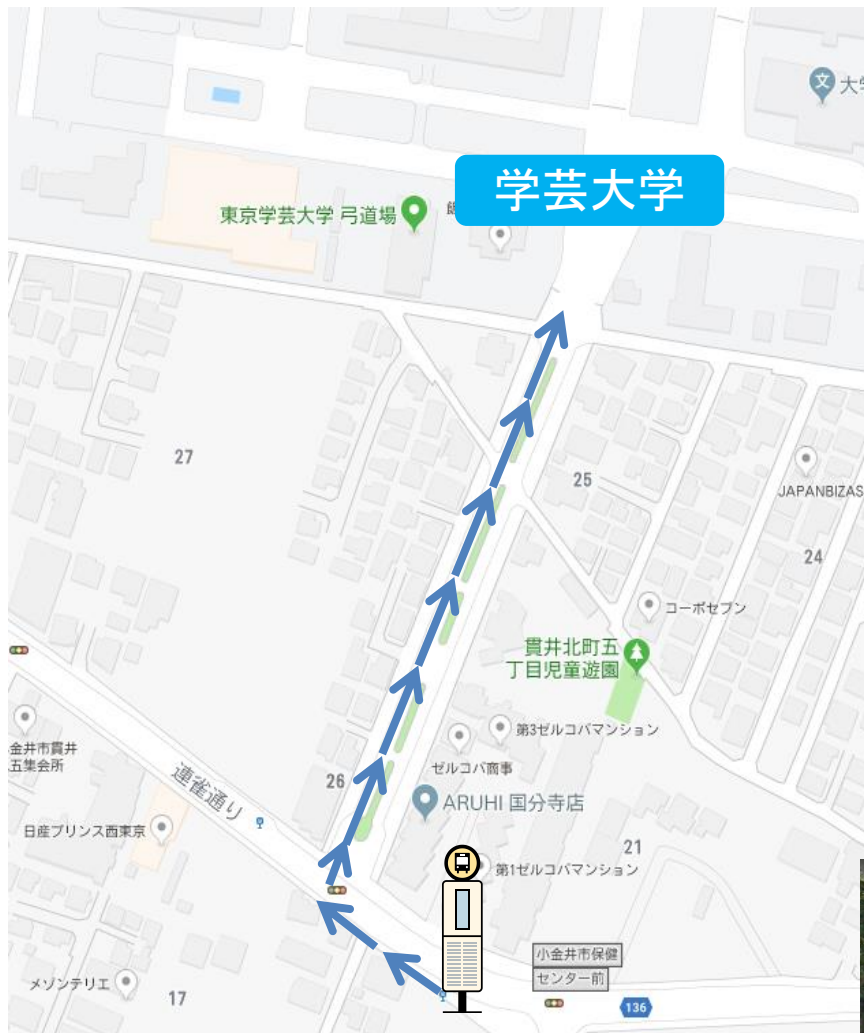 大学
学芸大学
東京学芸大学 弓道場
27
25
JAPANBIZAS
24
コーポセブン
貫井北町五
丁目児童遊園
第3ゼルコバマンション
金井市貫井
五集会所
ゼルコバ商事
連雀通り
26
ARUHI 国分寺店
日産プリンス西東京
21
第1ゼルコバマンション
小金井市保健
センター前
メゾンテリエ
17
136